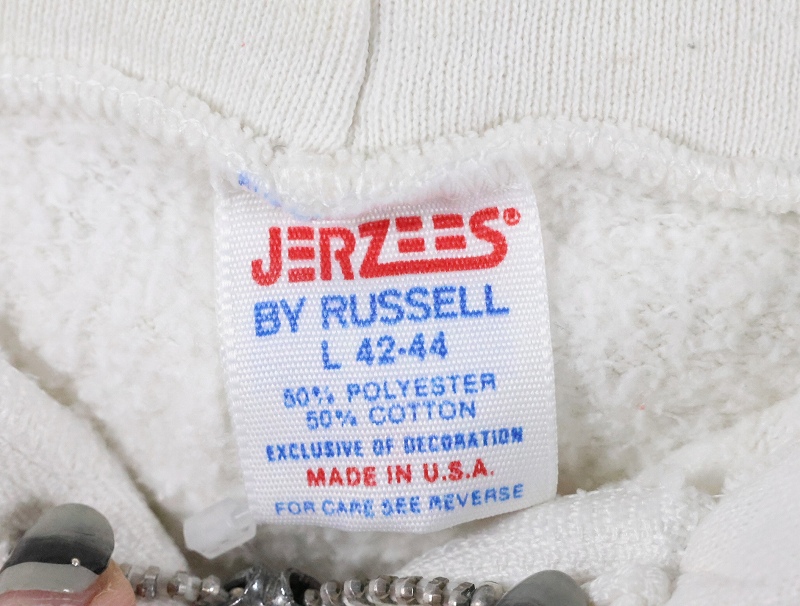 JERZEES®
BY RUSSELL
L 42-44
50% POLYESTER
50% COTTON
EXCLUSIVE OF DECORATION
MADE IN U.S.A.
FOR CARE SEE REVERSE